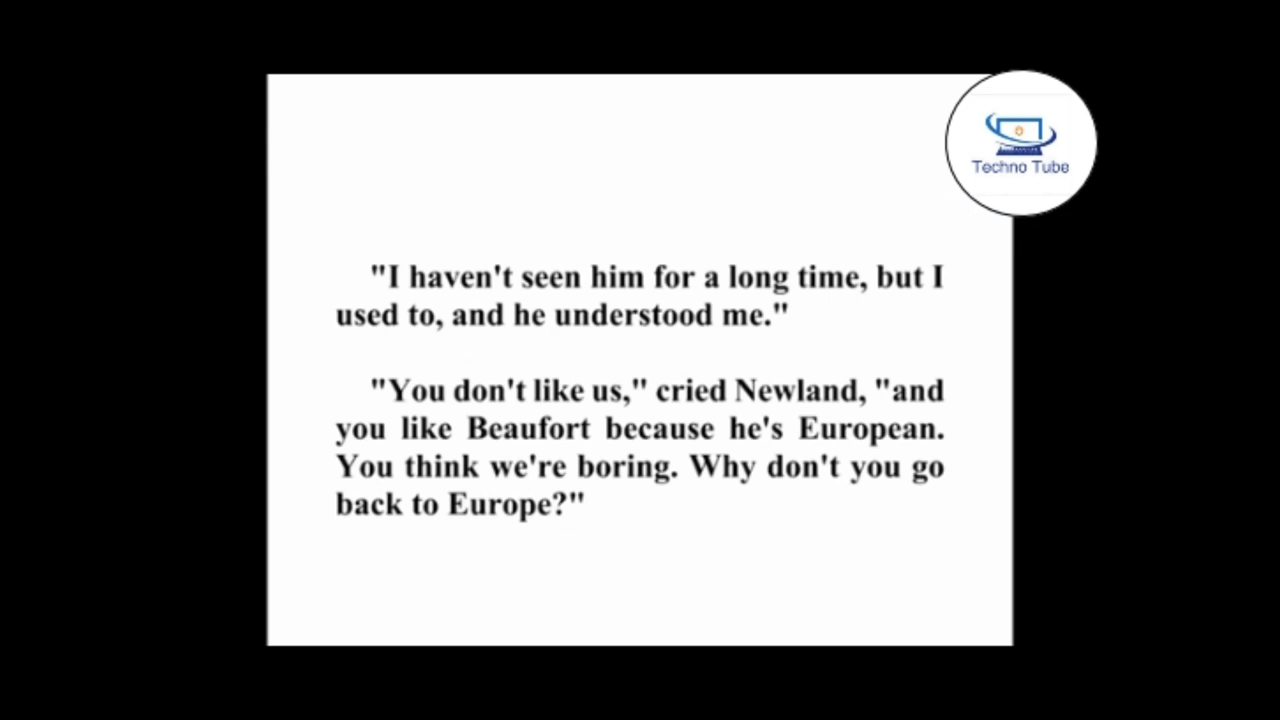 Techno Tube
"I haven't seen him for a long time, but I
used to, and he understood me."
"You don't like us," cried Newland, "and
you like Beaufort because he's European.
You think we're boring. Why don't you go
back to Europe?"